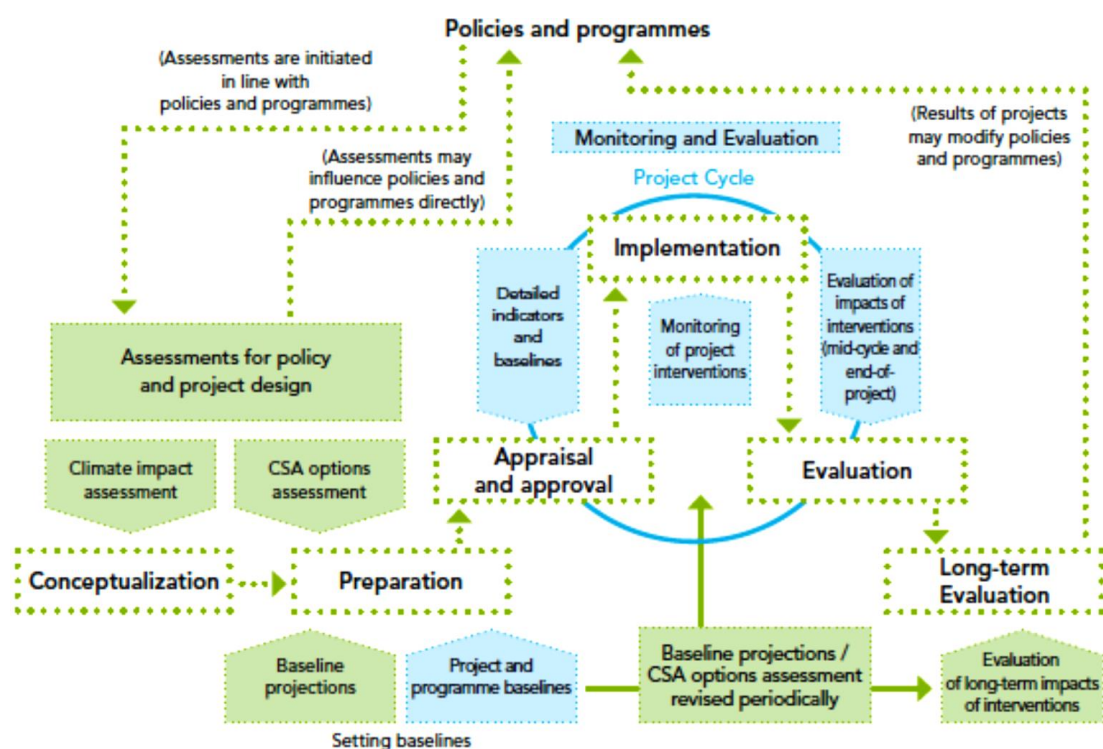 Policies and programmes
(Assessments are initiated
in line with
policies and programmes)
(Assessments may
influence policies and
programmes directly)
(Results of projects
may modify policies
and programmes)
Monitoring and Evaluation
Project Cycle
Implementation
Detailed
indicators
and
baselines
Monitoring
of project
interventions
Evaluation of
impacts of
interventions
(mid-cycle and
end-of-
project)
Assessments for policy
and project design
Climate impact
assessment
CSA options
assessment
Appraisal
and approval
Evaluation
Conceptualization
Preparation
Long-term
Evaluation
Baseline
projections
Project and
programme baselines
Baseline projections /
CSA options assessment
revised periodically
Evaluation
of long-term impacts
of interventions
Setting baselines